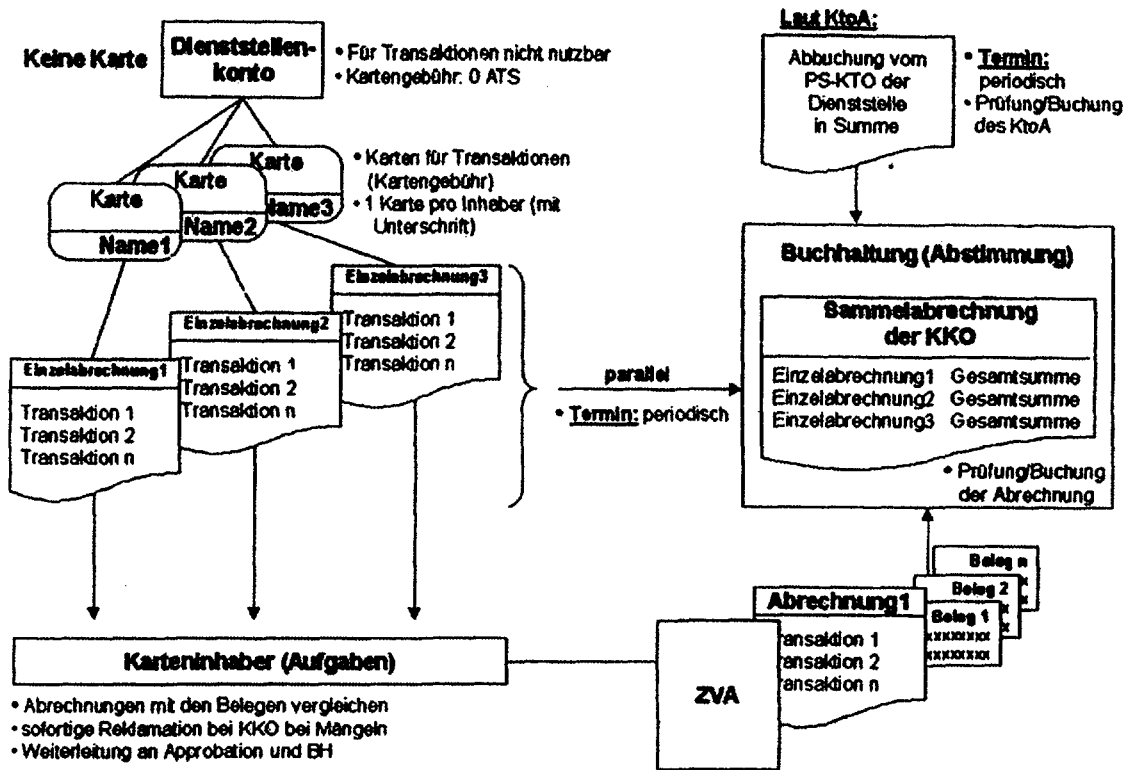 Keine Karte
Dienststellen-
konto
• Für Transaktionen nicht nutzbar
• Kartengebühr: 0 ATS
Karte
Karte
Karte
Name1
Name2
Name3
• Karten für Transaktionen
(Kartengebühr)
• 1 Karte pro Inhaber (mit
Unterschrift)
Einzelabrechnung1
Transaktion 1
Transaktion 2
Transaktion n
Einzelabrechnung2
Transaktion 1
Transaktion 2
Transaktion n
Einzelabrechnung3
Transaktion 1
Transaktion 2
Transaktion n
parallel
• Termin: periodisch
Laut KtoA:
Abbuchung vom
PS-KTO der
Dienststelle
in Summe
• Termin:
periodisch
• Prüfung/Buchung
des KtoA
Buchhaltung (Abstimmung)
Sammelabrechnung
der KKO
Einzelabrechnung1 Gesamtsumme
Einzelabrechnung2 Gesamtsumme
Einzelabrechnung3 Gesamtsumme
• Prüfung/Buchung
der Abrechnung
Karteninhaber (Aufgaben)
• Abrechnungen mit den Belegen vergleichen
• sofortige Reklamation bei KKO bei Mängeln
• Weiterleitung an Approbation und BH
ZVA
Abrechnung1
ransaktion 1
ransaktion 2
ransaktion n
Beleg n
x
x
Beleg 2
x
x
Beleg 1
xxxxxxxx
xxxxxxxx